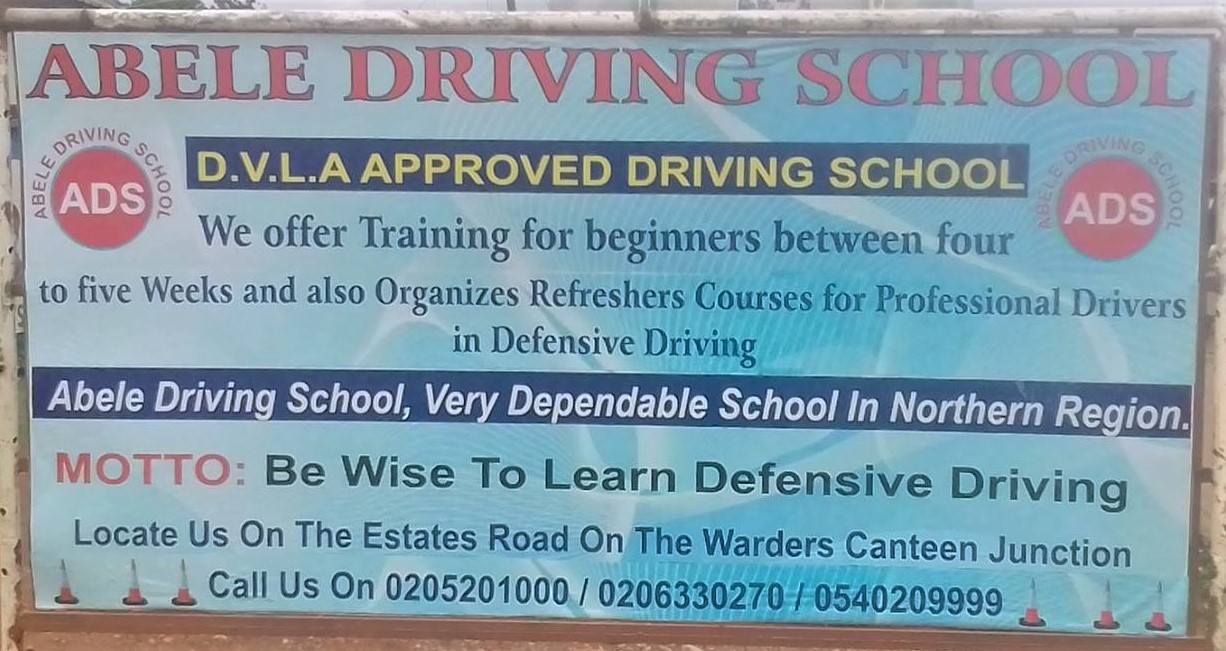 ABELE DRIVING SCHOOL
ABELE DRIVING SCHOOL
ADS
D.V.L.A APPROVED DRIVING SCHOOL
ABELE DRIVING SCHOOL
ADS
We offer Training for beginners between four
to five Weeks and also Organizes Refreshers Courses for Professional Drivers
in Defensive Driving
Abele Driving School, Very Dependable School In Northern Region.
MOTTO: Be Wise To Learn Defensive Driving
Locate Us On The Estates Road On The Warders Canteen Junction
Call Us On 0205201000 / 0206330270 / 0540209999